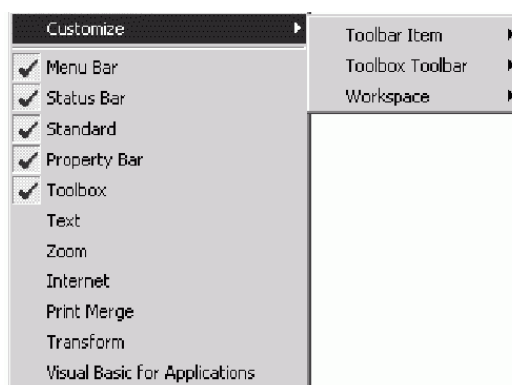 Customize
Menu Bar
Status Bar
Standard
Property Bar
Toolbox
Text
Zoom
Internet
Print Merge
Transform
Visual Basic for Applications
Toolbar Item
Toolbox Toolbar
Workspace